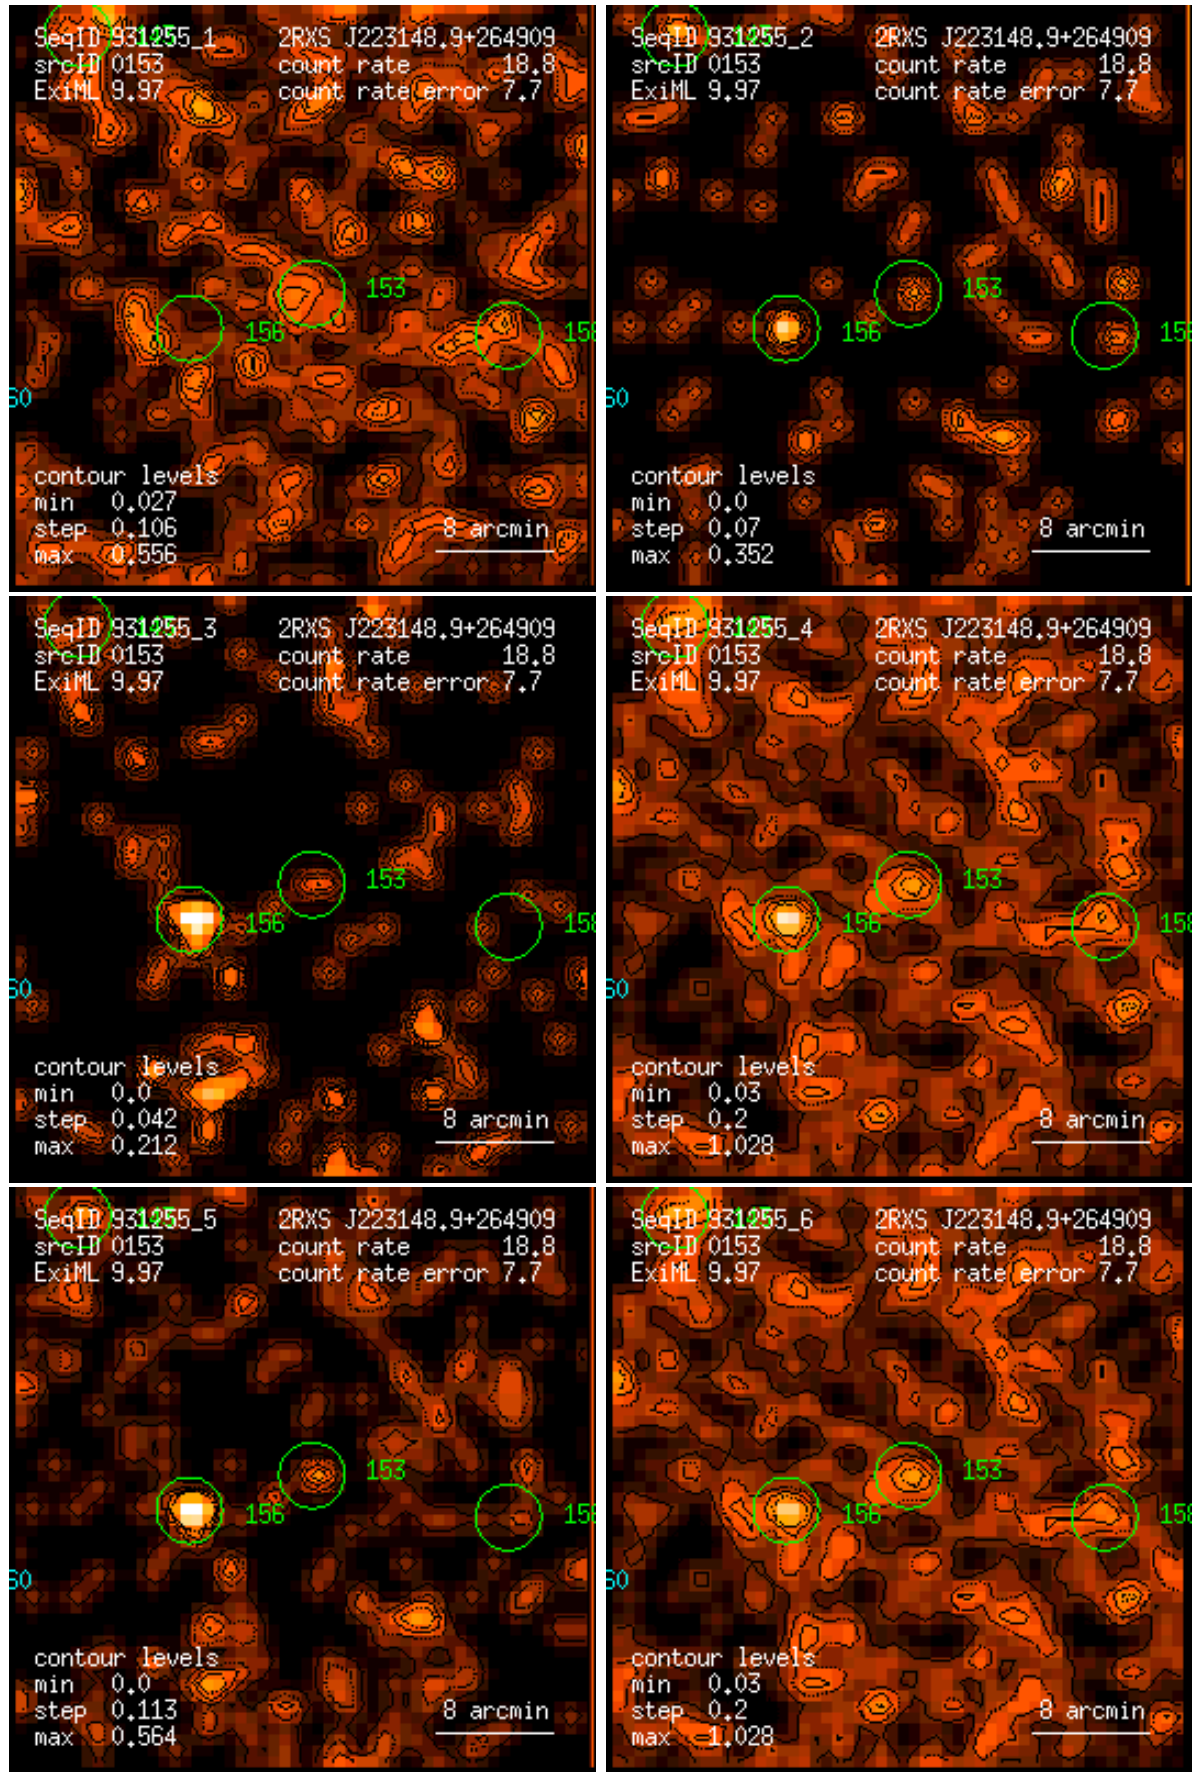 SeqID 931255_1 2RXS J223148.9+264909
srcID 0153 count rate 18.8
ExiML 9.97 count rate error 7.7
153
156
158
60
contour levels
min 0.027
step 0.106
max 0.556
8 arcmin
SeqID 931255_2 2RXS J223148.9+264909
srcID 0153 count rate 18.8
ExiML 9.97 count rate error 7.7
153
156
15
60
contour levels
min 0.0
step 0.07
max 0.352
8 arcmin
SeqID 931255_3 2RXS J223148.9+264909
srcID 0153 count rate 18.8
ExiML 9.97 count rate error 7.7
153
156
158
60
contour levels
min 0.0
step 0.042
max 0.212
8 arcmin
SeqID 931255_4 2RXS J223148.9+264909
srcID 0153 count rate 18.8
ExiML 9.97 count rate error 7.7
153
156
158
60
contour levels
min 0.03
step 0.2
max 1.028
8 arcmin
SeqID 931255_5 2RXS J223148.9+264909
srcID 0153 count rate 18.8
ExiML 9.97 count rate error 7.7
153
156
158
60
contour levels
min 0.0
step 0.113
max 0.564
8 arcmin
SeqID 931255_6 2RXS J223148.9+264909
srcID 0153 count rate 18.8
ExiML 9.97 count rate error 7.7
153
156
158
60
contour levels
min 0.03
step 0.2
max 1.028
8 arcmin